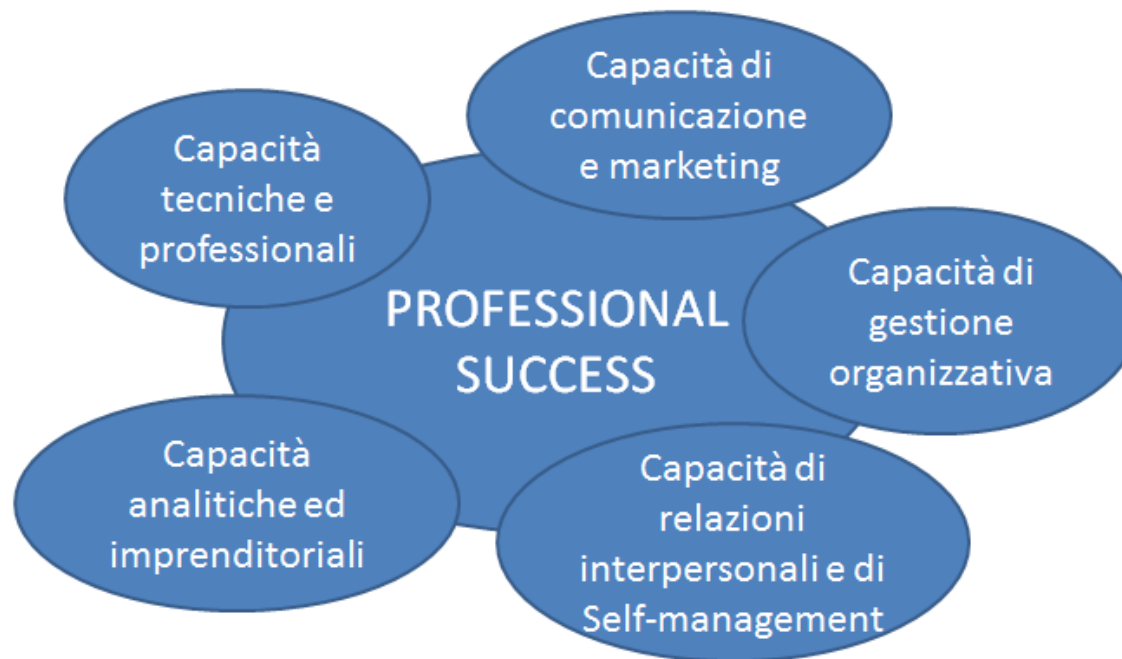 Capacità di
comunicazione
e marketing
Capacità
tecniche e
professionali
Capacità di
gestione
organizzativa
PROFESSIONAL
SUCCESS
Capacità
analitiche ed
imprenditoriali
Capacità di
relazioni
interpersonali e di
Self-management